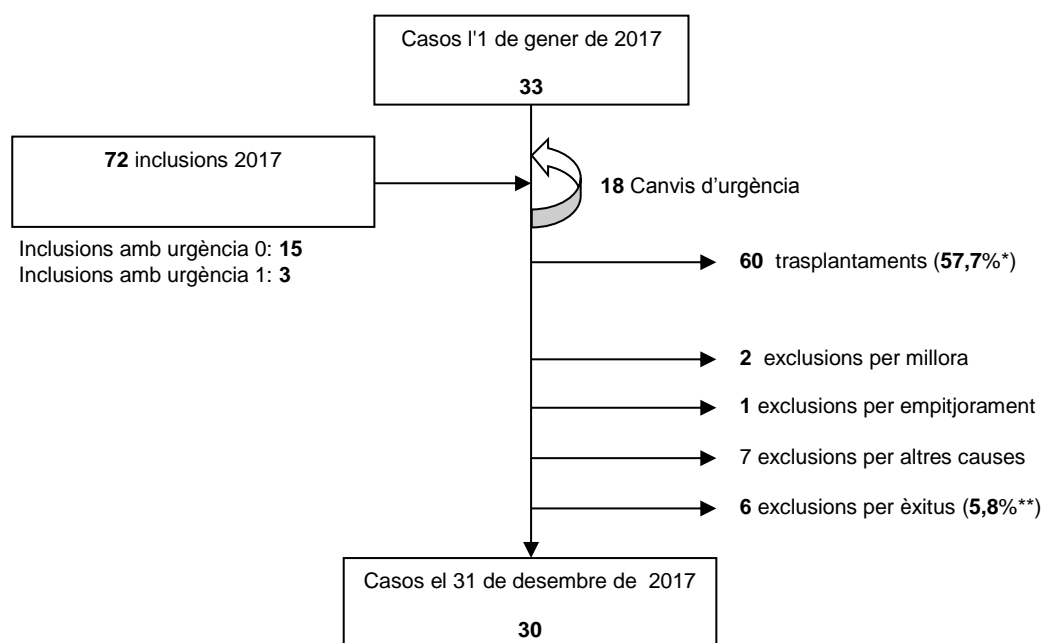 Casos l'1 de gener de 2017
33
72 inclusions 2017
18 Canvis d’urgència
Inclusions amb urgència 0: 15
Inclusions amb urgència 1: 3
60 trasplantaments (57,7%*)
2 exclusions per millora
1 exclusions per empitjorament
7 exclusions per altres causes
6 exclusions per èxitus (5,8%**)
Casos el 31 de desembre de 2017
30